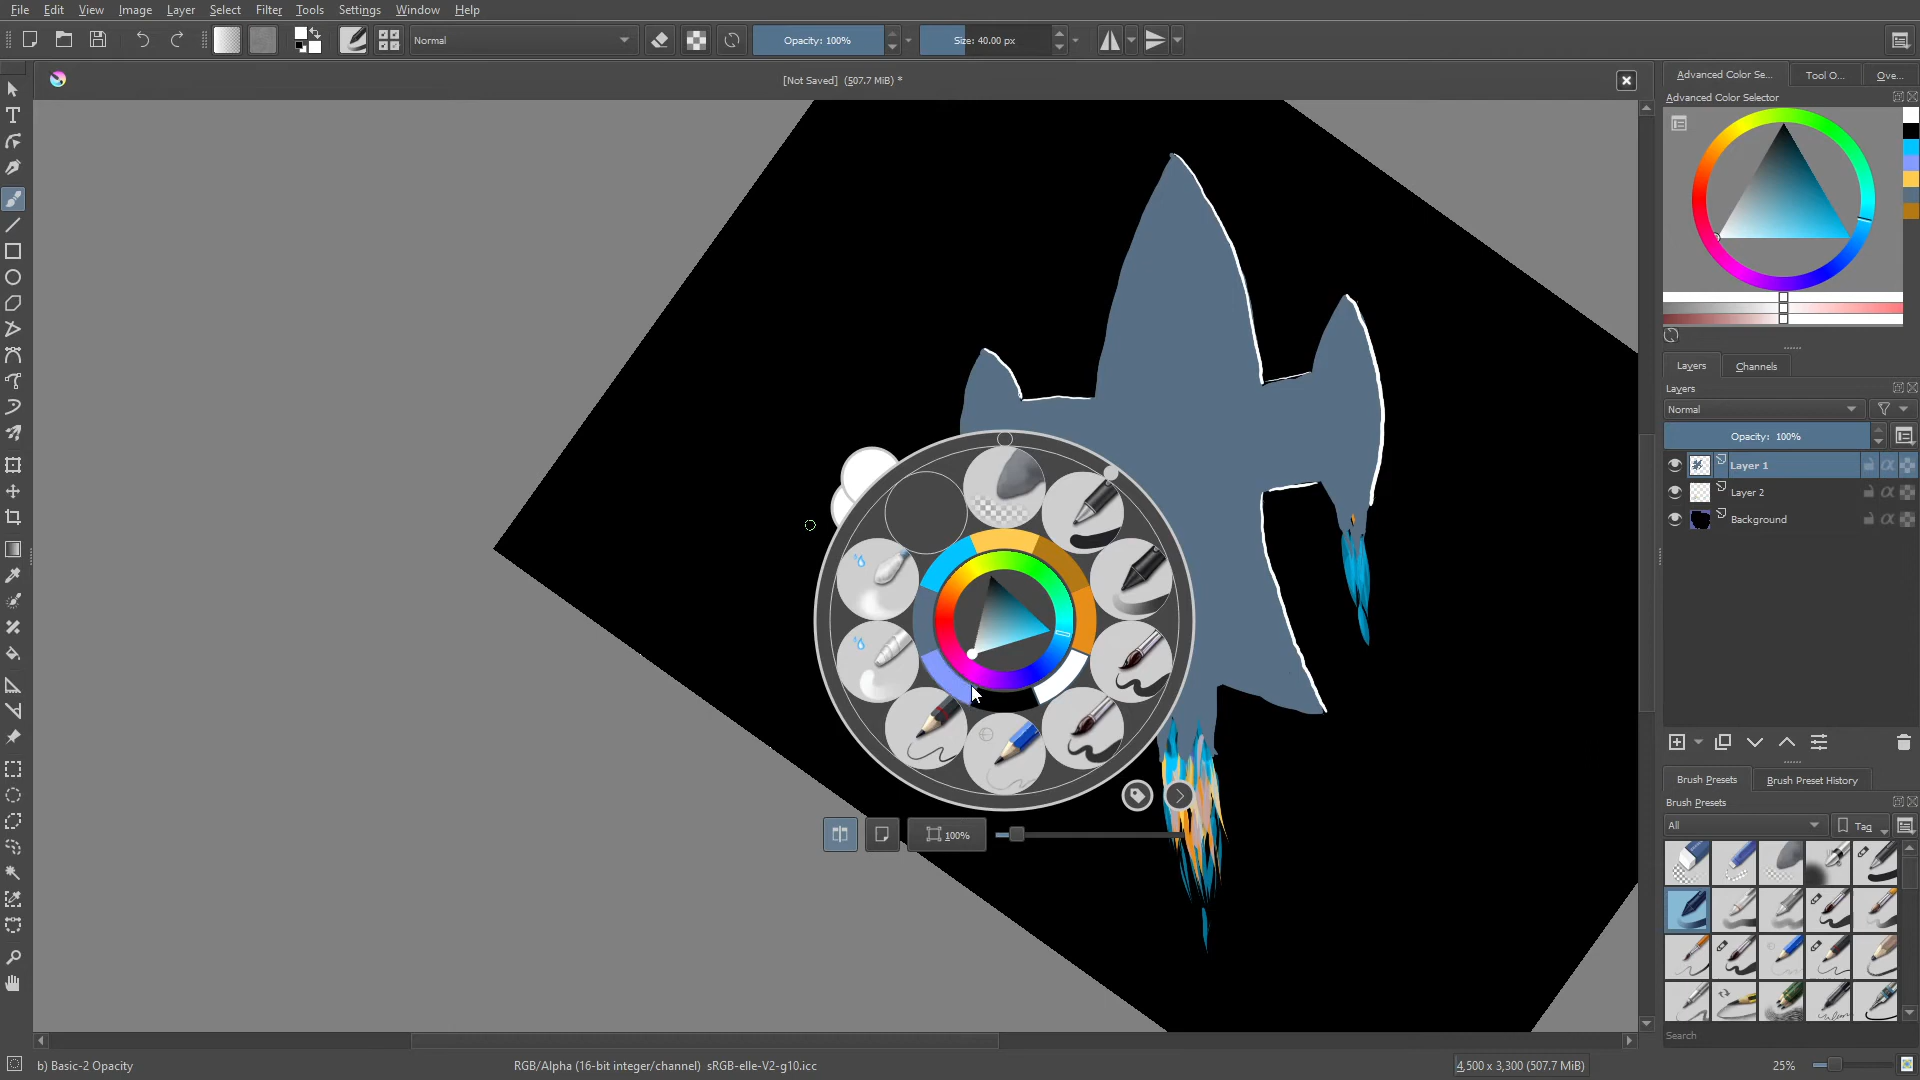 File Edit View Image Layer Select Filter Tools Settings Window Help
Normal Opacity: 100% Size: 40.00 px
[Not Saved] (507.7 MiB) *
Advanced Color Se... Tool O... Ove...
Advanced Color Selector
Layers Channels
Layers
Normal
Opacity: 100%
Layer 1
Layer 2
Background
100%
Brush Presets Brush Preset History
Brush Presets
All Tag
Search
b) Basic-2 Opacity RGB/Alpha (16-bit integer/channel) sRGB-elle-V2-g10.icc 4,500 x 3,300 (507.7 MiB) 25%